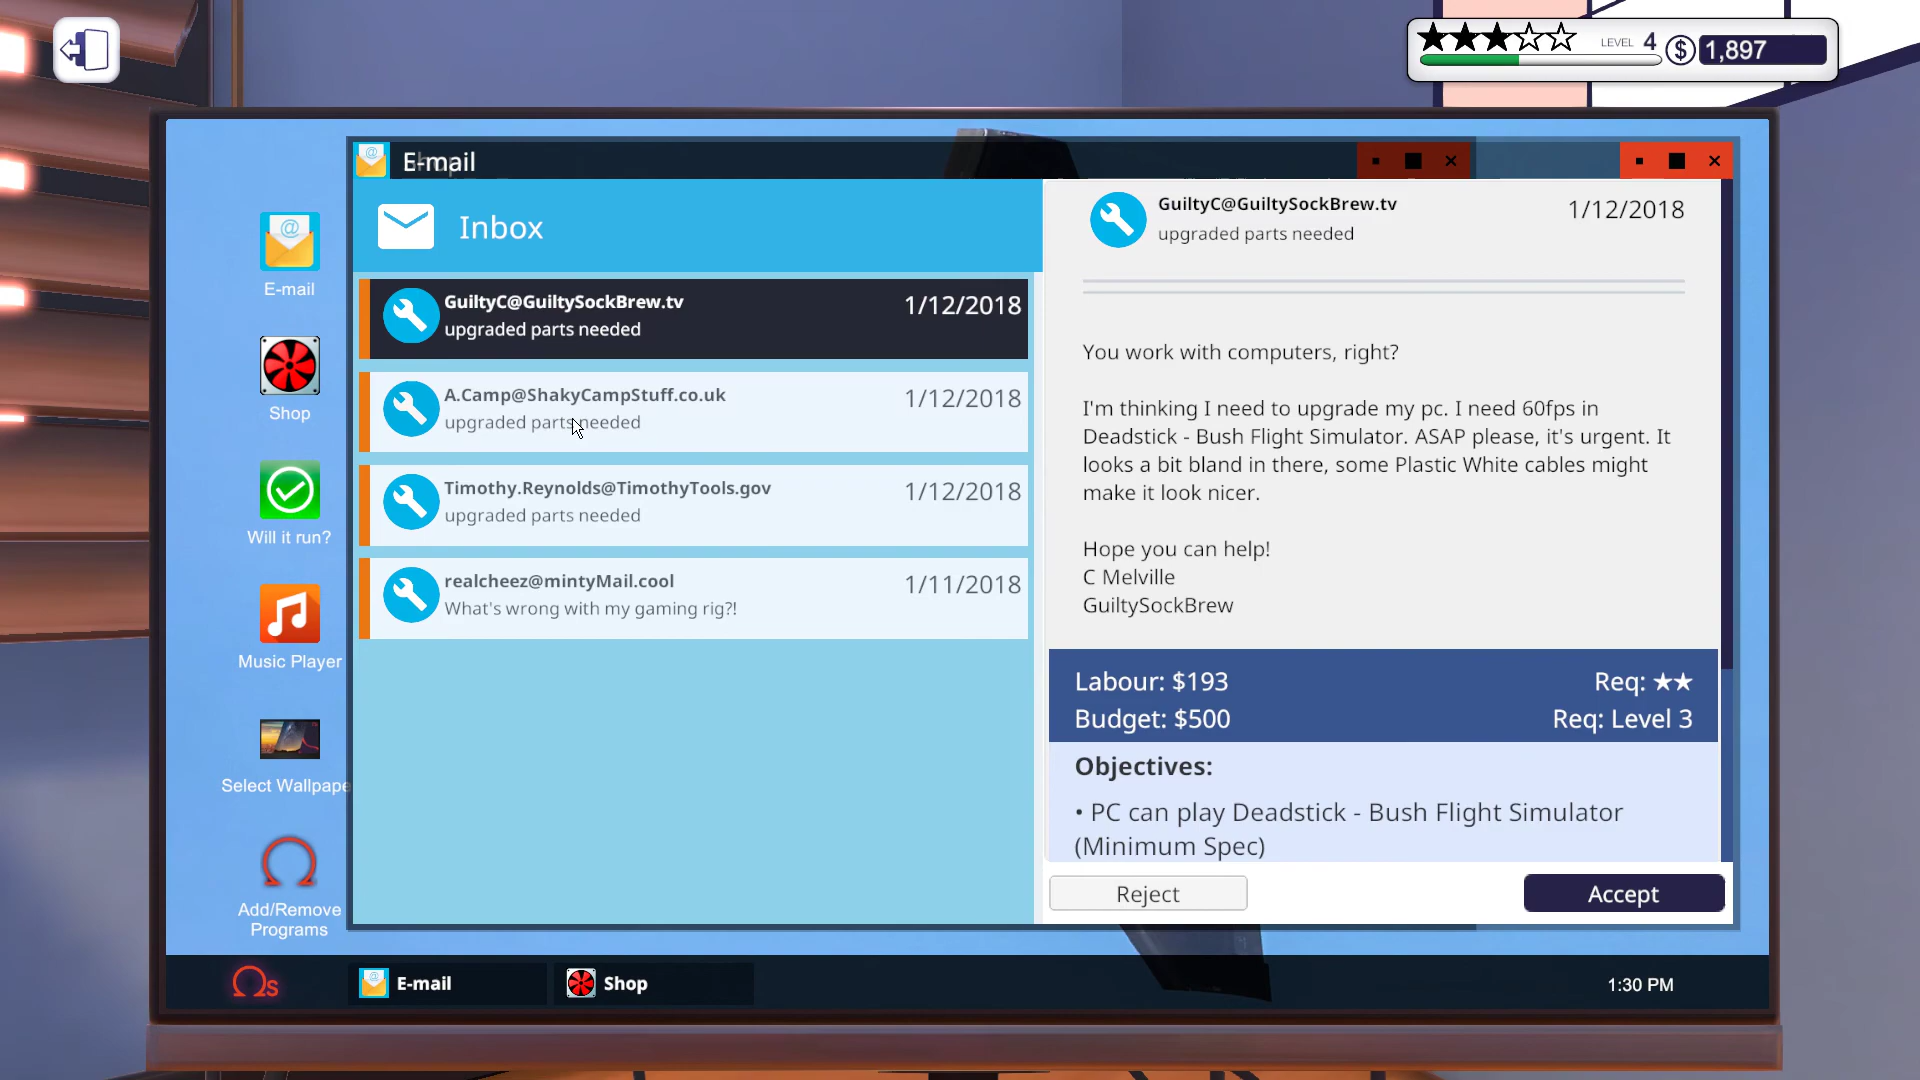 LEVEL 4
$ 1,897
E-mail
E-mail
Shop
Will it run?
Music Player
Select Wallpape
Add/Remove
Programs
Inbox
GuiltyC@GuiltySockBrew.tv
1/12/2018
upgraded parts needed
A.Camp@ShakyCampStuff.co.uk
1/12/2018
upgraded parts needed
Timothy.Reynolds@TimothyTools.gov
1/12/2018
upgraded parts needed
realcheez@mintyMail.cool
1/11/2018
What's wrong with my gaming rig?!
GuiltyC@GuiltySockBrew.tv
1/12/2018
upgraded parts needed
You work with computers, right?
I'm thinking I need to upgrade my pc. I need 60fps in
Deadstick - Bush Flight Simulator. ASAP please, it's urgent. It
looks a bit bland in there, some Plastic White cables might
make it look nicer.
Hope you can help!
C Melville
GuiltySockBrew
Labour: $193
Req: ★★
Budget: $500
Req: Level 3
Objectives:
• PC can play Deadstick - Bush Flight Simulator
(Minimum Spec)
Reject
Accept
Ωs
E-mail
Shop
1:30 PM